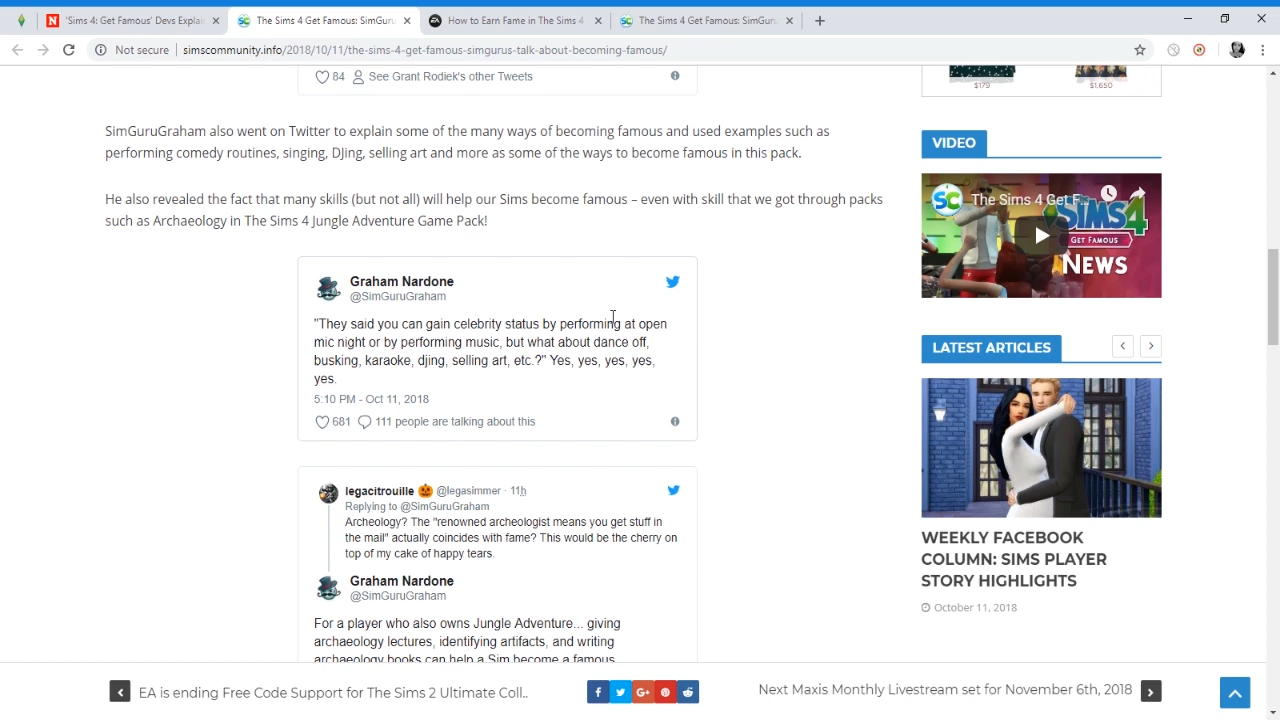 'Sims 4: Get Famous' Devs Explai
The Sims 4 Get Famous: SimGuru
How to Earn Fame in The Sims 4
The Sims 4 Get Famous: SimGuru
Not secure
simscommunity.info/2018/10/11/the-sims-4-get-famous-simgurus-talk-about-becoming-famous/
84 See Grant Rodiek's other Tweets
$179
$1,650
SimGuruGraham also went on Twitter to explain some of the many ways of becoming famous and used examples such as
performing comedy routines, singing, DJing, selling art and more as some of the ways to become famous in this pack.
He also revealed the fact that many skills (but not all) will help our Sims become famous – even with skill that we got through packs
such as Archaeology in The Sims 4 Jungle Adventure Game Pack!
Graham Nardone
@SimGuruGraham
"They said you can gain celebrity status by performing at open
mic night or by performing music, but what about dance off,
busking, karaoke, djing, selling art, etc.?" Yes, yes, yes, yes,
yes.
5:10 PM - Oct 11, 2018
681 111 people are talking about this
legacitrouille @legasimmer · 11h
Replying to @SimGuruGraham
Archeology? The "renowned archeologist means you get stuff in
the mail" actually coincides with fame? This would be the cherry on
top of my cake of happy tears.
Graham Nardone
@SimGuruGraham
For a player who also owns Jungle Adventure... giving
archaeology lectures, identifying artifacts, and writing
archaeology books can help a Sim become a famous
VIDEO
SC
The Sims 4 Get F...
SIMS 4
GET FAMOUS
NEWS
LATEST ARTICLES
WEEKLY FACEBOOK
COLUMN: SIMS PLAYER
STORY HIGHLIGHTS
October 11, 2018
EA is ending Free Code Support for The Sims 2 Ultimate Coll..
Next Maxis Monthly Livestream set for November 6th, 2018